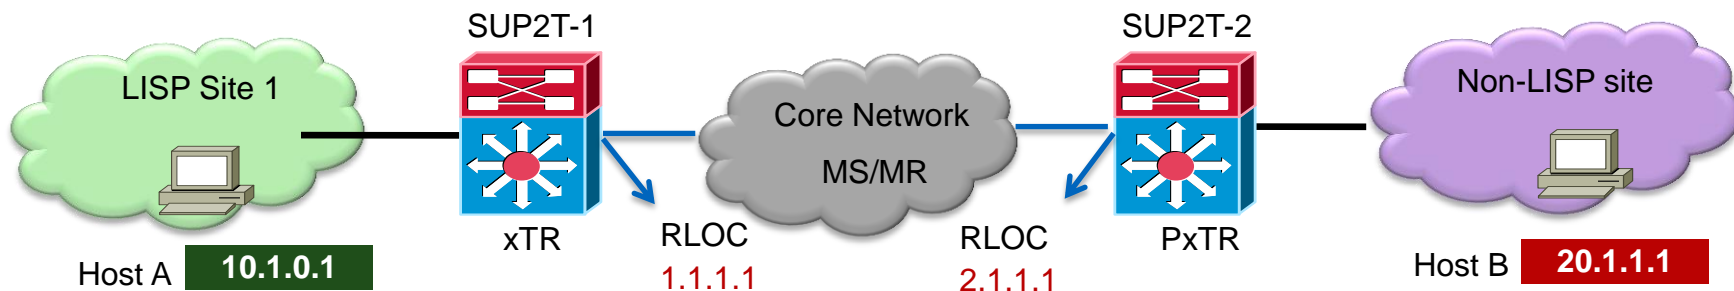 SUP2T-1
SUP2T-2
LISP Site 1
Core Network
MS/MR
Non-LISP site
xTR
RLOC
1.1.1.1
RLOC
2.1.1.1
PxTR
Host A
10.1.0.1
Host B
20.1.1.1